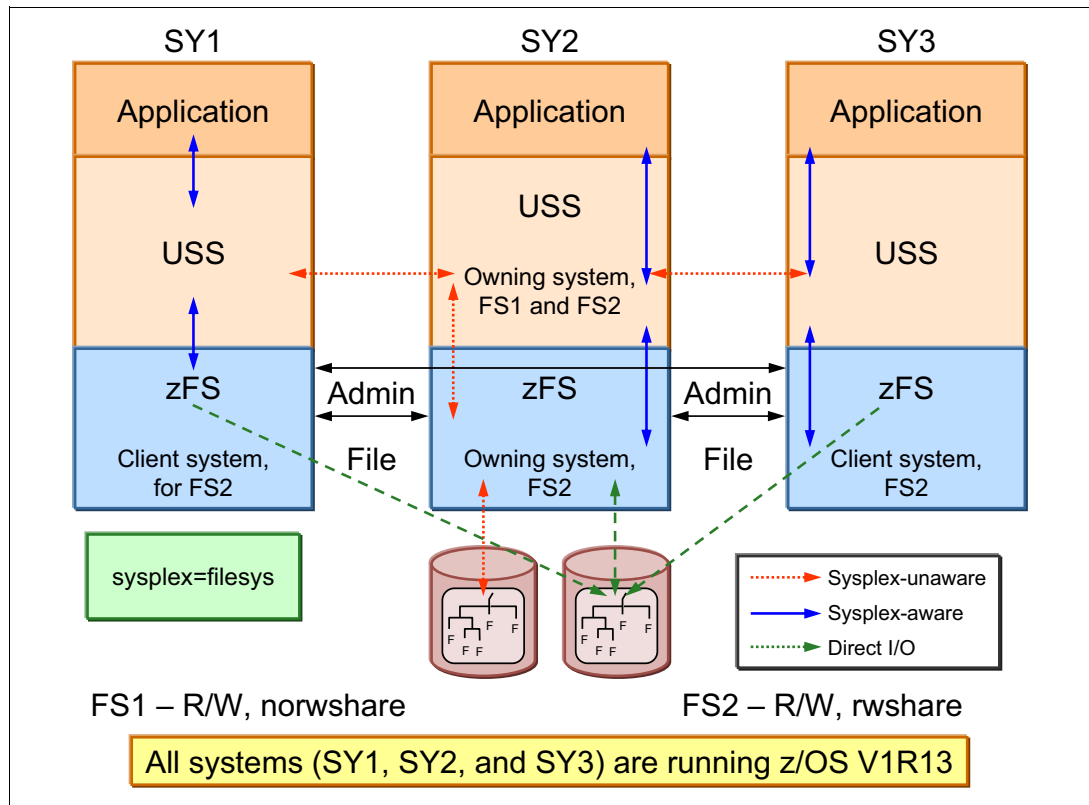 SY1
SY2
SY3
Application
Application
Application
USS
USS
USS
Owning system,
FS1 and FS2
zFS
Admin
zFS
Admin
zFS
Client system,
for FS2
File
Owning system,
FS2
File
Client system,
FS2
sysplex=filesys
F
F
F
F
F
F
F
F
F
F
Sysplex-unaware
Sysplex-aware
Direct I/O
FS1 – R/W, norwshare
FS2 – R/W, rwshare
All systems (SY1, SY2, and SY3) are running z/OS V1R13